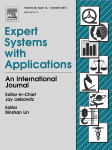 Expert
Systems
with
Applications
An International
Journal
Editor-in-Chief
Jay Liebowitz
Editor
Binshan Lin